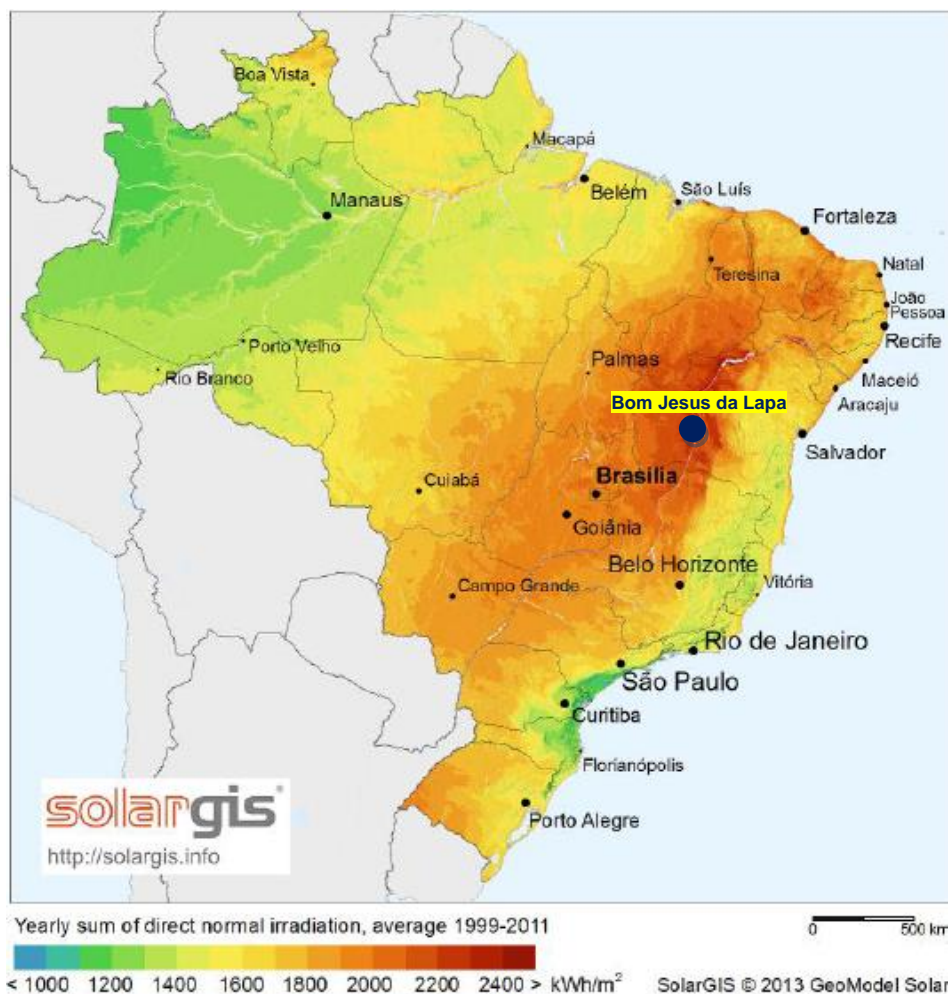 Boa Vista
Macapá
Manaus
Belém
São Luís
Fortaleza
Teresina
Natal
João
Pessoa
Recife
Porto Velho
Rio Branco
Palmas
Maceió
Bom Jesus da Lapa
Aracaju
Salvador
Cuiabá
Brasília
Goiânia
Belo Horizonte
Campo Grande
Vitória
Rio de Janeiro
São Paulo
Curitiba
Florianópolis
Porto Alegre
solargis®
http://solargis.info
Yearly sum of direct normal irradiation, average 1999-2011
0 500 km
< 1000 1200 1400 1600 1800 2000 2200 2400 > kWh/m²
SolarGIS © 2013 GeoModel Solar